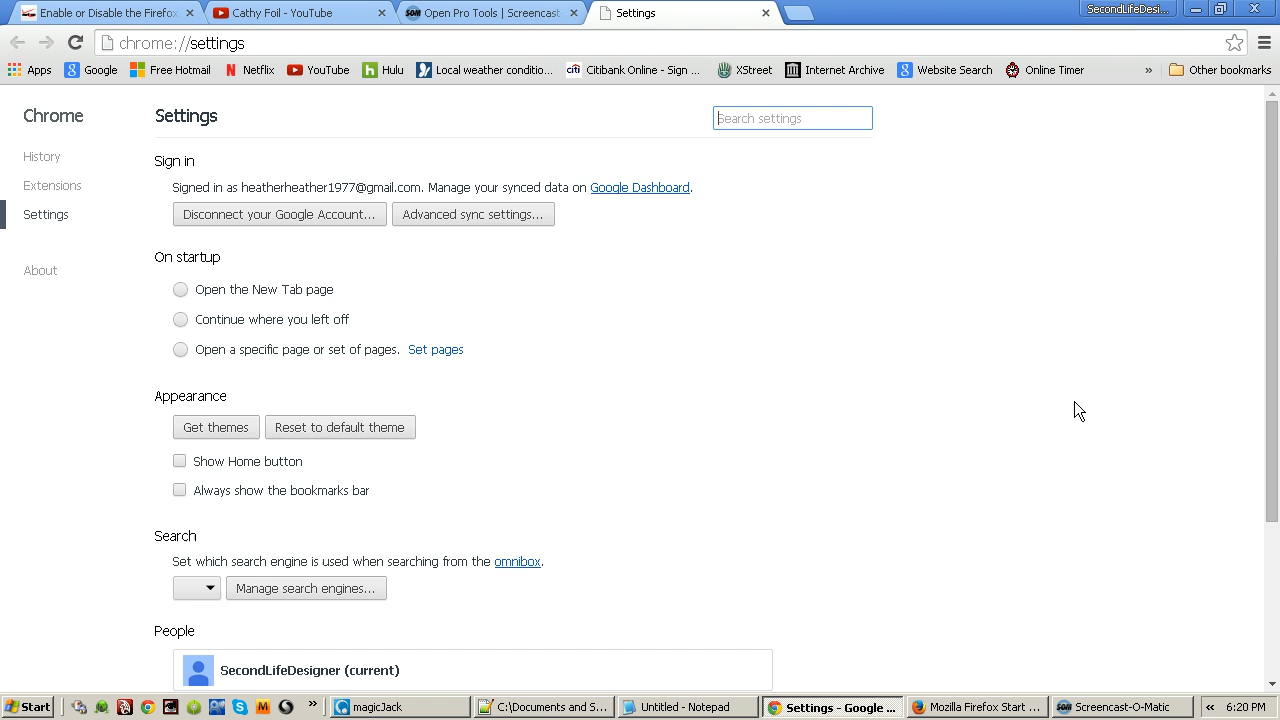 Enable or Disable the Firefox
Cathy Foil - YouTube
Open Pro Tools | Screencast
Settings
SecondLifeDesi...
chrome://settings
Apps
Google
Free Hotmail
Netflix
YouTube
Hulu
Local weather conditio...
Citibank Online - Sign ...
XStreet
Internet Archive
Website Search
Online Timer
»
Other bookmarks
Chrome
History
Extensions
Settings
About
Settings
Search settings
Sign in
Signed in as heatherheather1977@gmail.com. Manage your synced data on Google Dashboard.
Disconnect your Google Account...
Advanced sync settings...
On startup
Open the New Tab page
Continue where you left off
Open a specific page or set of pages. Set pages
Appearance
Get themes
Reset to default theme
Show Home button
Always show the bookmarks bar
Search
Set which search engine is used when searching from the omnibox.
Manage search engines...
People
SecondLifeDesigner (current)
Start
»
magicJack
C:\Documents and S...
Untitled - Notepad
Settings - Google ...
Mozilla Firefox Start ...
Screencast-O-Matic
«
6:20 PM